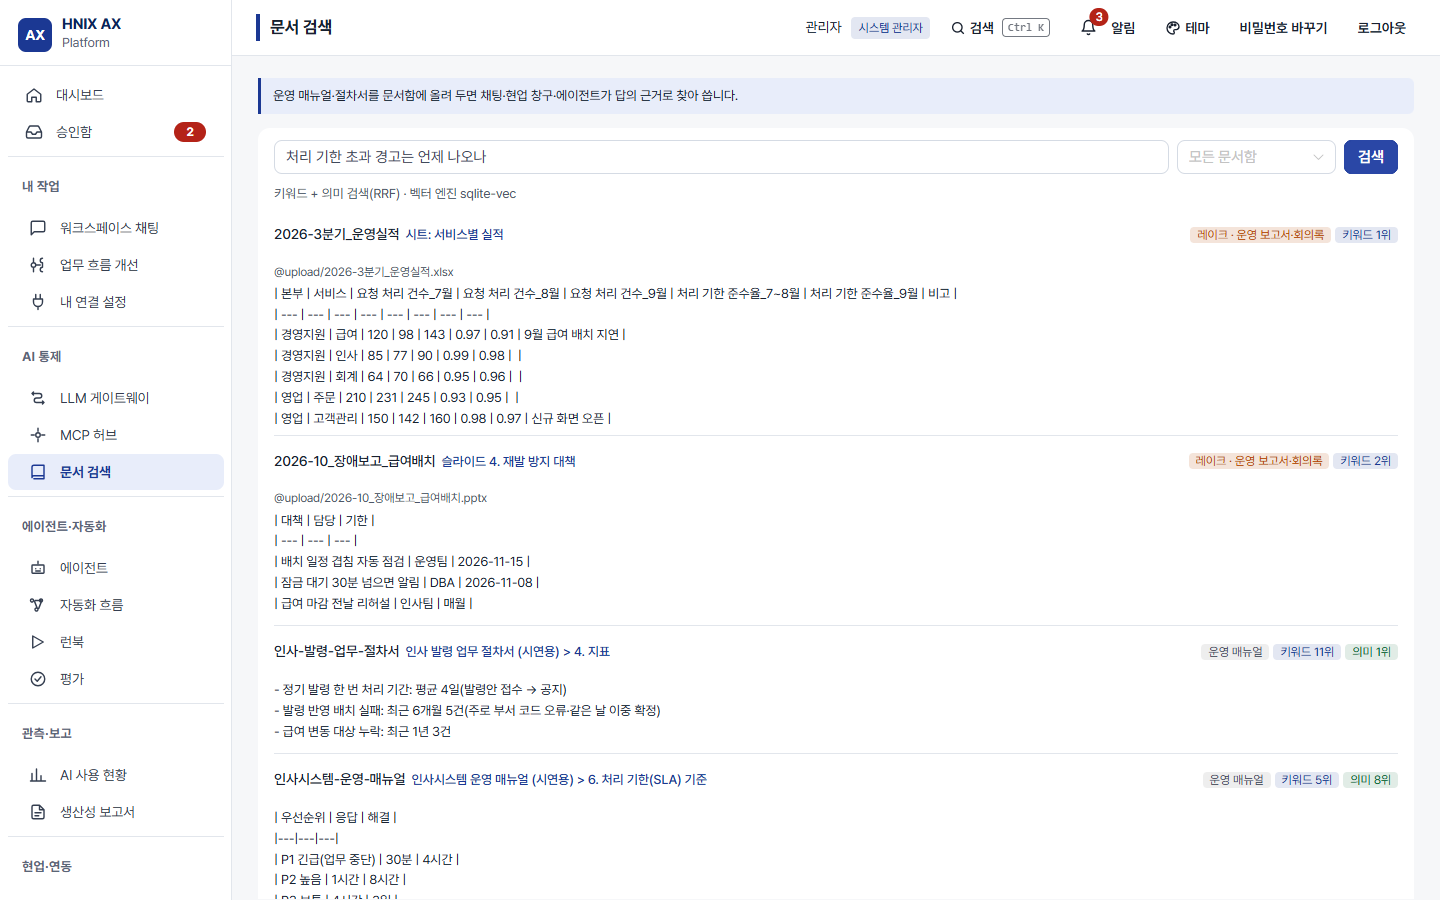 AX
HNIX AX
Platform
문서 검색
관리자
시스템 관리자
검색
Ctrl K
3
알림
테마
비밀번호 바꾸기
로그아웃
대시보드
승인함
2
내 작업
워크스페이스 채팅
업무 흐름 개선
내 연결 설정
AI 통제
LLM 게이트웨이
MCP 허브
문서 검색
에이전트·자동화
에이전트
자동화 흐름
런북
평가
관측·보고
AI 사용 현황
생산성 보고서
현업·연동
운영 매뉴얼·절차서를 문서함에 올려 두면 채팅·현업 창구·에이전트가 답의 근거로 찾아 씁니다.
처리 기한 초과 경고는 언제 나오나
모든 문서함
검색
키워드 + 의미 검색(RRF) · 벡터 엔진 sqlite-vec
2026-3분기_운영실적 시트: 서비스별 실적
레이크 · 운영 보고서·회의록
키워드 1위
@upload/2026-3분기_운영실적.xlsx
| 본부 | 서비스 | 요청 처리 건수_7월 | 요청 처리 건수_8월 | 요청 처리 건수_9월 | 처리 기한 준수율_7~8월 | 처리 기한 준수율_9월 | 비고 |
| --- | --- | --- | --- | --- | --- | --- | --- |
| 경영지원 | 급여 | 120 | 98 | 143 | 0.97 | 0.91 | 9월 급여 배치 지연 |
| 경영지원 | 인사 | 85 | 77 | 90 | 0.99 | 0.98 | |
| 경영지원 | 회계 | 64 | 70 | 66 | 0.95 | 0.96 | |
| 영업 | 주문 | 210 | 231 | 245 | 0.93 | 0.95 | |
| 영업 | 고객관리 | 150 | 142 | 160 | 0.98 | 0.97 | 신규 화면 오픈 |
2026-10_장애보고_급여배치 슬라이드 4. 재발 방지 대책
레이크 · 운영 보고서·회의록
키워드 2위
@upload/2026-10_장애보고_급여배치.pptx
| 대책 | 담당 | 기한 |
| --- | --- | --- |
| 배치 일정 겹침 자동 점검 | 운영팀 | 2026-11-15 |
| 잠금 대기 30분 넘으면 알림 | DBA | 2026-11-08 |
| 급여 마감 전날 리허설 | 인사팀 | 매월 |
인사-발령-업무-절차서 인사 발령 업무 절차서 (시연용) > 4. 지표
운영 매뉴얼
키워드 11위
의미 1위
- 정기 발령 한 번 처리 기간: 평균 4일(발령안 접수 → 공지)
- 발령 반영 배치 실패: 최근 6개월 5건(주로 부서 코드 오류·같은 날 이중 확정)
- 급여 변동 대상 누락: 최근 1년 3건
인사시스템-운영-매뉴얼 인사시스템 운영 매뉴얼 (시연용) > 6. 처리 기한(SLA) 기준
운영 매뉴얼
키워드 5위
의미 8위
| 우선순위 | 응답 | 해결 |
|---|---|---|
| P1 긴급(업무 중단) | 30분 | 4시간 |
| P2 높음 | 1시간 | 8시간 |